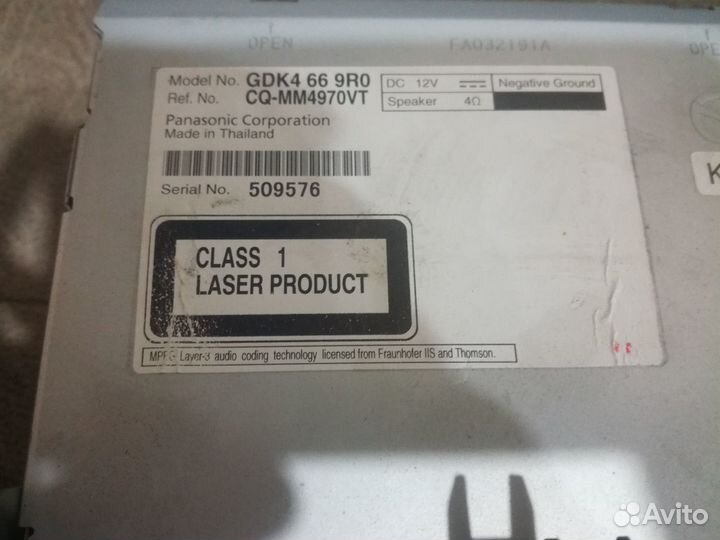 OPEN
FA032191A
OPEN
Model No. GDK4 66 9R0
Ref. No. CQ-MM4970VT
DC 12V
Negative Ground
Speaker 4Ω
Panasonic Corporation
Made in Thailand
Serial No. 509576
K
CLASS 1
LASER PRODUCT
MPEG Layer-3 audio coding technology licensed from Fraunhofer IIS and Thomson.
Avito